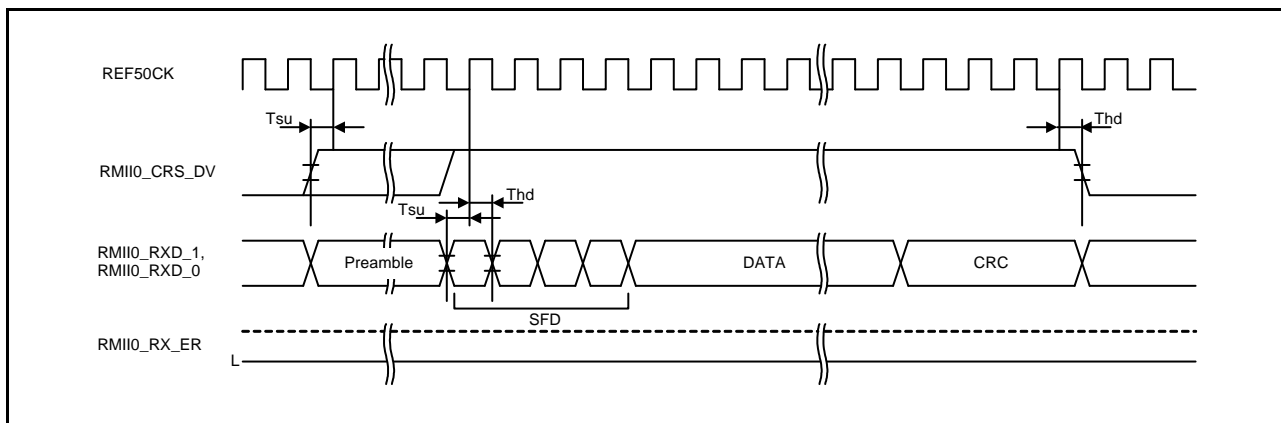 REF50CK
Tsu
Thd
RMII0_CRS_DV
Tsu
Thd
RMII0_RXD_1,
RMII0_RXD_0
Preamble
DATA
CRC
SFD
RMII0_RX_ER
L